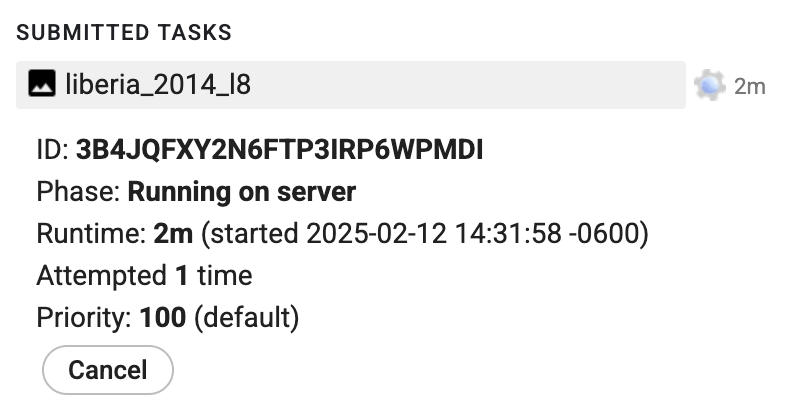 SUBMITTED TASKS
liberia_2014_l8 2m
ID: 3B4JQFXY2N6FTP3IRP6WPMDI
Phase: Running on server
Runtime: 2m (started 2025-02-12 14:31:58 -0600)
Attempted 1 time
Priority: 100 (default)
Cancel